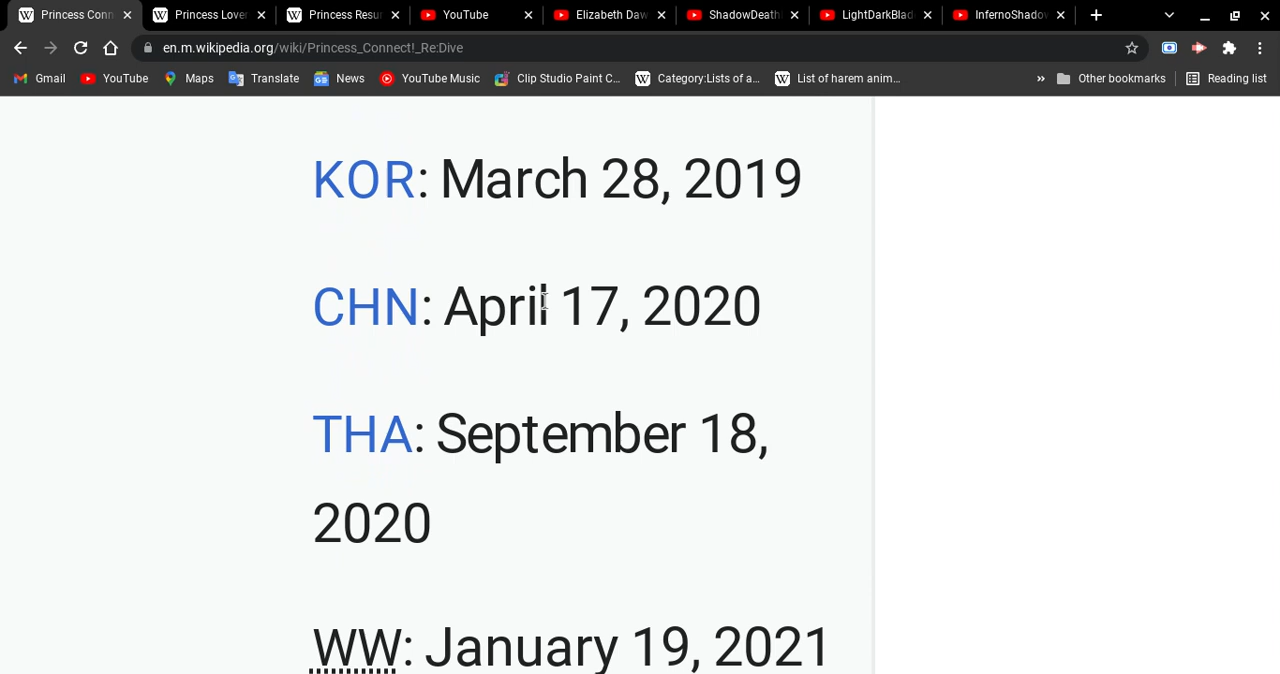 Princess Conn
Princess Love
Princess Resu
YouTube
Elizabeth Daw
ShadowDeath
LightDarkBlad
InfernoShadow
en.m.wikipedia.org/wiki/Princess_Connect!_Re:Dive
Gmail
YouTube
Maps
Translate
News
YouTube Music
Clip Studio Paint C...
Category:Lists of a...
List of harem anim...
»
Other bookmarks
Reading list
KOR: March 28, 2019
CHN: April 17, 2020
THA: September 18,
2020
WW: January 19, 2021